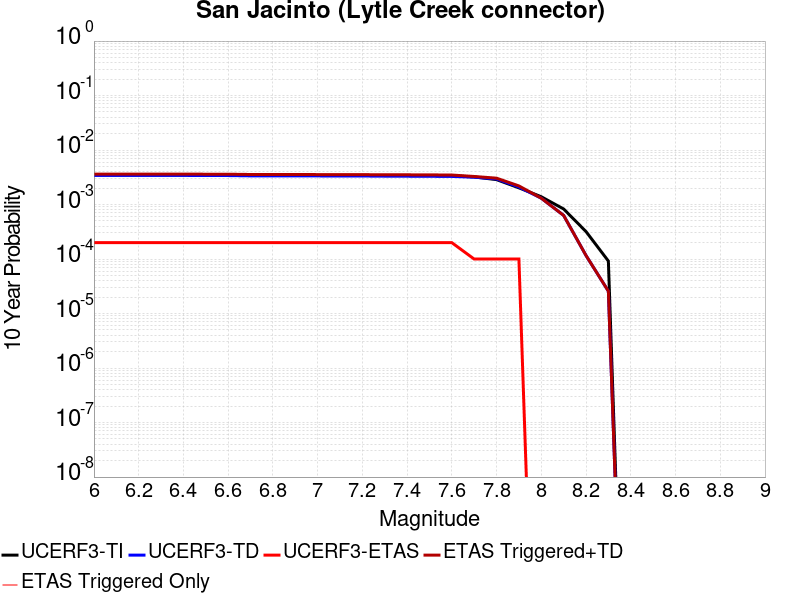 San Jacinto (Lytle Creek connector)
10 0
10 -1
10 -2
10 -3
10 -4
10 -5
10 -6
10 -7
10 -8
10 Year Probability
6 6.2 6.4 6.6 6.8 7 7.2 7.4 7.6 7.8 8 8.2 8.4 8.6 8.8 9
Magnitude
UCERF3-TI UCERF3-TD UCERF3-ETAS ETAS Triggered+TD
ETAS Triggered Only